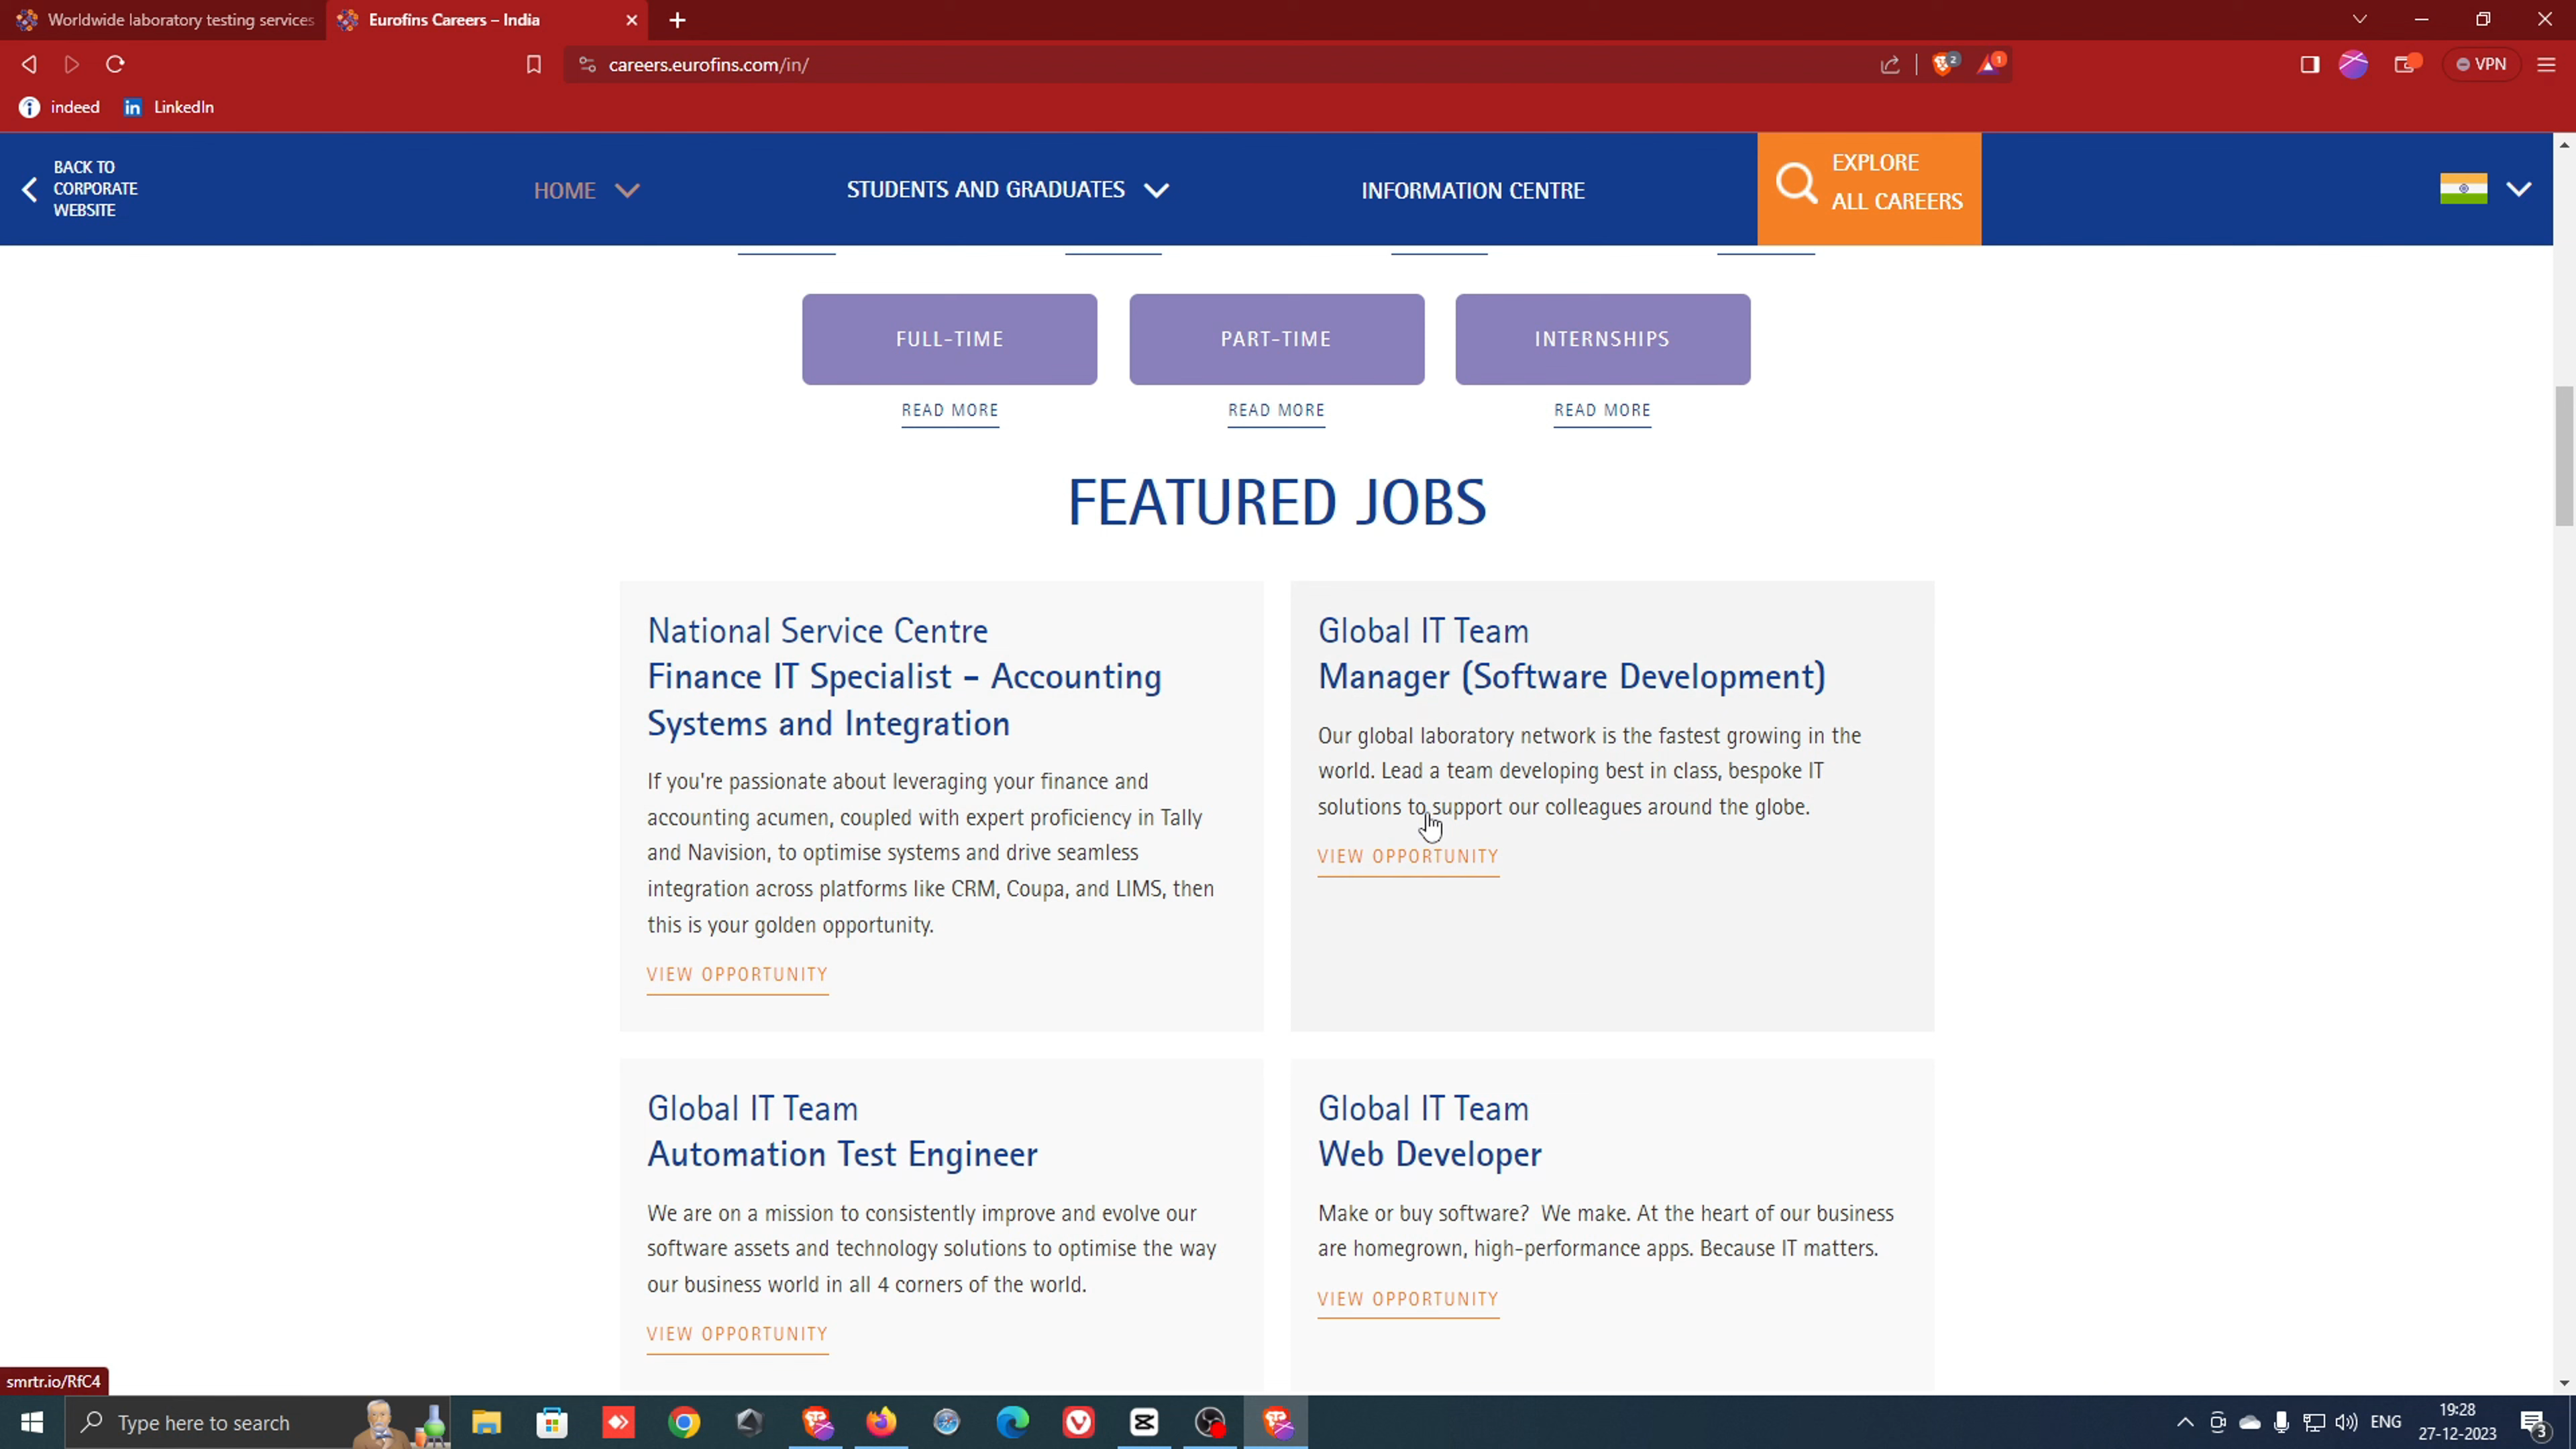 Worldwide laboratory testing services
Eurofins Careers – India
careers.eurofins.com/in/
2
1
VPN
indeed
LinkedIn
BACK TO
CORPORATE
WEBSITE
HOME
STUDENTS AND GRADUATES
INFORMATION CENTRE
EXPLORE
ALL CAREERS
FULL-TIME
PART-TIME
INTERNSHIPS
READ MORE
READ MORE
READ MORE
FEATURED JOBS
National Service Centre
Finance IT Specialist - Accounting
Systems and Integration
If you're passionate about leveraging your finance and
accounting acumen, coupled with expert proficiency in Tally
and Navision, to optimise systems and drive seamless
integration across platforms like CRM, Coupa, and LIMS, then
this is your golden opportunity.
VIEW OPPORTUNITY
Global IT Team
Manager (Software Development)
Our global laboratory network is the fastest growing in the
world. Lead a team developing best in class, bespoke IT
solutions to support our colleagues around the globe.
VIEW OPPORTUNITY
Global IT Team
Automation Test Engineer
We are on a mission to consistently improve and evolve our
software assets and technology solutions to optimise the way
our business world in all 4 corners of the world.
VIEW OPPORTUNITY
Global IT Team
Web Developer
Make or buy software?  We make. At the heart of our business
are homegrown, high-performance apps. Because IT matters.
VIEW OPPORTUNITY
smrtr.io/RfC4
Type here to search
ENG
19:28
27-12-2023
3